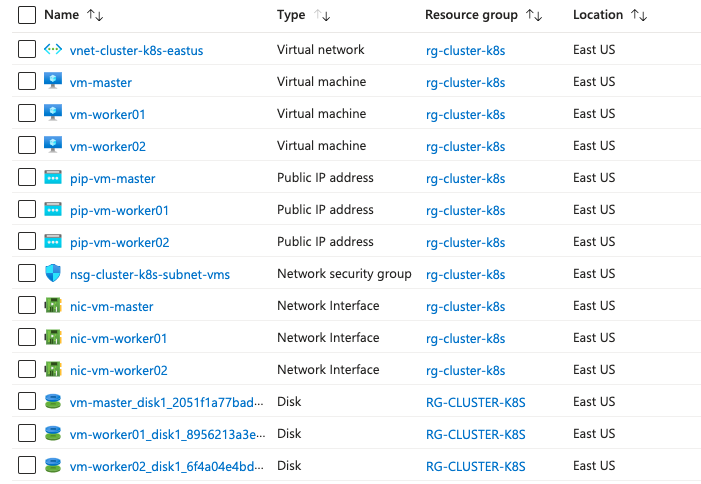 Name Type Resource group Location
vnet-cluster-k8s-eastus Virtual network rg-cluster-k8s East US
vm-master Virtual machine rg-cluster-k8s East US
vm-worker01 Virtual machine rg-cluster-k8s East US
vm-worker02 Virtual machine rg-cluster-k8s East US
pip-vm-master Public IP address rg-cluster-k8s East US
pip-vm-worker01 Public IP address rg-cluster-k8s East US
pip-vm-worker02 Public IP address rg-cluster-k8s East US
nsg-cluster-k8s-subnet-vms Network security group rg-cluster-k8s East US
nic-vm-master Network Interface rg-cluster-k8s East US
nic-vm-worker01 Network Interface rg-cluster-k8s East US
nic-vm-worker02 Network Interface rg-cluster-k8s East US
vm-master_disk1_2051f1a77bad... Disk RG-CLUSTER-K8S East US
vm-worker01_disk1_8956213a3e... Disk RG-CLUSTER-K8S East US
vm-worker02_disk1_6f4a04e4bd... Disk RG-CLUSTER-K8S East US